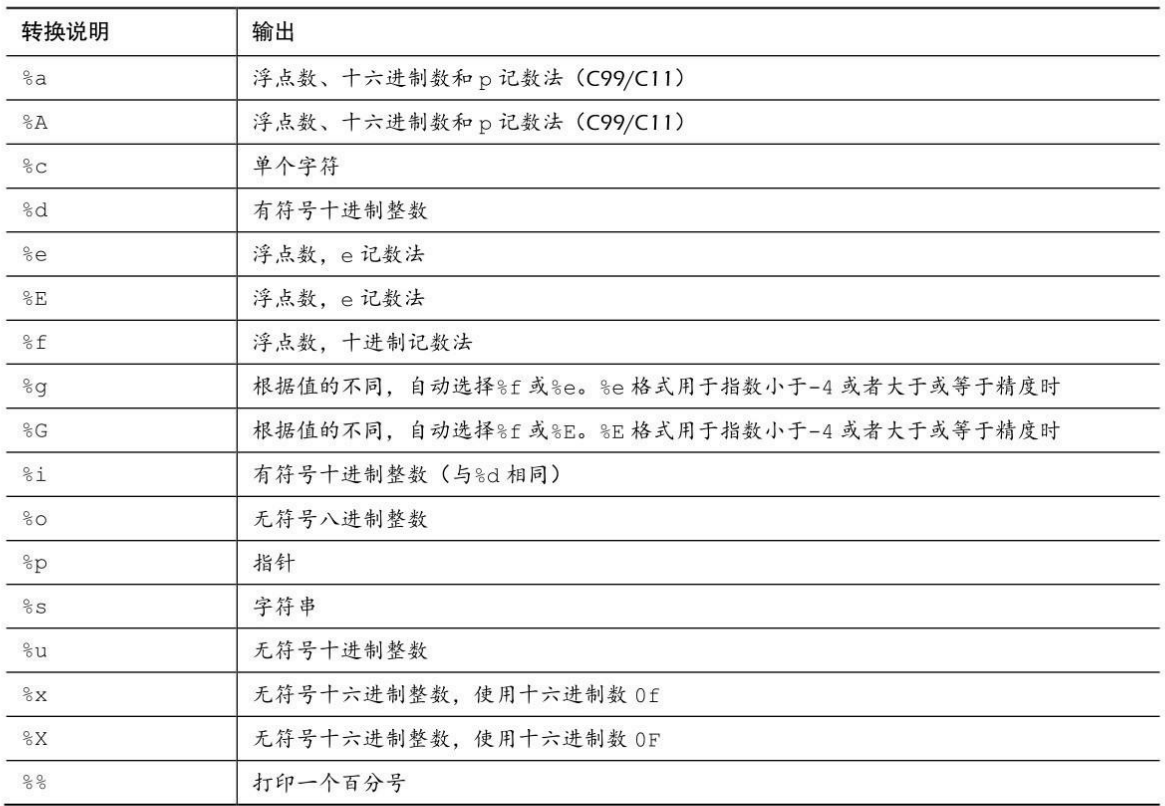 转换说明 输出
%a 浮点数、十六进制数和 p 记数法（C99/C11）
%A 浮点数、十六进制数和 p 记数法（C99/C11）
%c 单个字符
%d 有符号十进制整数
%e 浮点数，e 记数法
%E 浮点数，e 记数法
%f 浮点数，十进制记数法
%g 根据值的不同，自动选择%f 或%e。%e 格式用于指数小于-4 或者大于或等于精度时
%G 根据值的不同，自动选择%f 或%E。%E 格式用于指数小于-4 或者大于或等于精度时
%i 有符号十进制整数（与%d 相同）
%o 无符号八进制整数
%p 指针
%s 字符串
%u 无符号十进制整数
%x 无符号十六进制整数，使用十六进制数 0f
%X 无符号十六进制整数，使用十六进制数 0F
%% 打印一个百分号